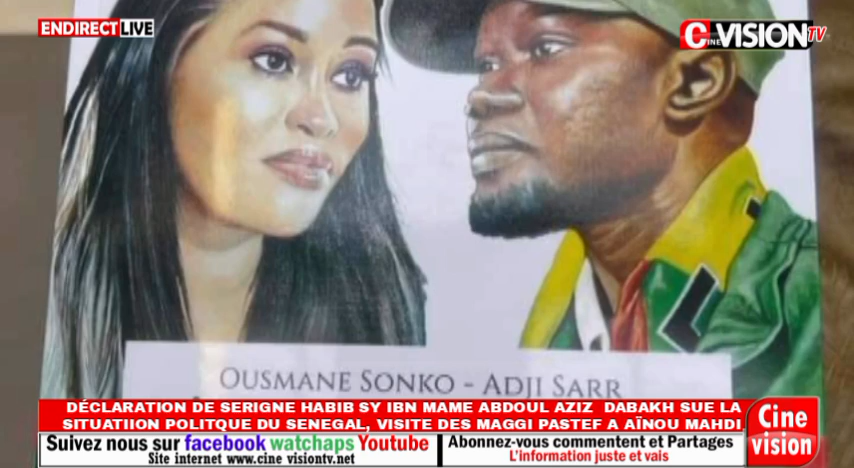 ENDIRECT LIVE
CINE VISION TV
OUSMANE SONKO - ADJI SARR
DÉCLARATION DE SERIGNE HABIB SY IBN MAME ABDOUL AZIZ DABAKH SUE LA
SITUATIION POLITQUE DU SENEGAL, VISITE DES MAGGI PASTEF A AÏNOU MAHDI
Cine
vision
Suivez nous sur facebook watchaps Youtube
Site internet www.cine visiontv.net
Abonnez-vous commentent et Partages
L'information juste et vais